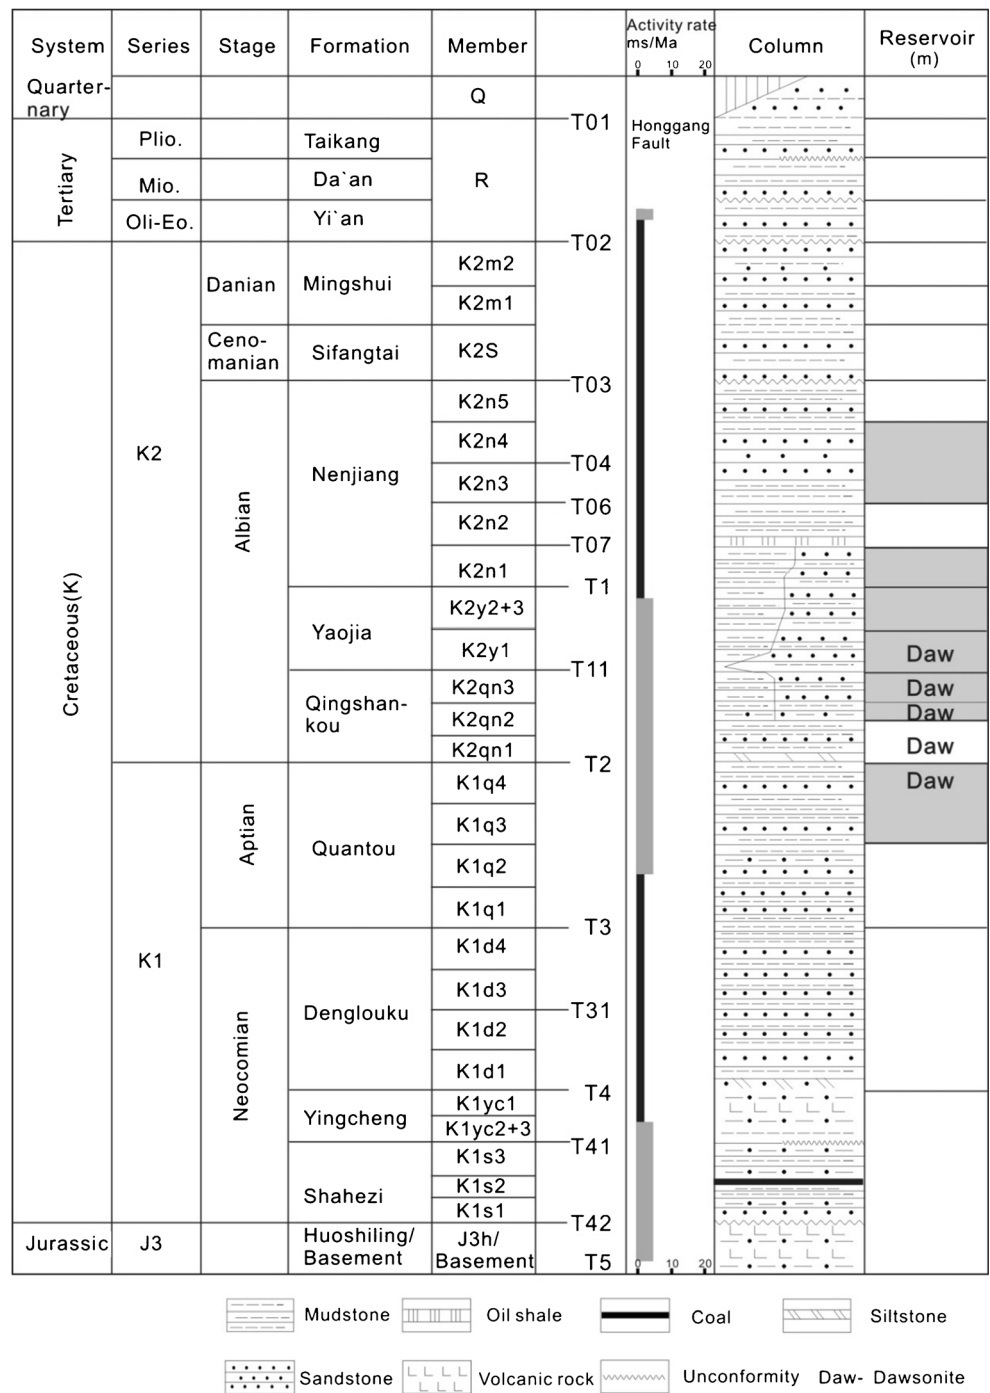 System
Series
Stage
Formation
Member
Activity rate
ms/Ma
0 10 20
Column
Reservoir
(m)
Quarter-
nary
Q
T01
Honggang
Fault
Tertiary
Plio.
Taikang
R
Mio.
Da`an
Oli-Eo.
Yi`an
T02
Cretaceous(K)
K2
Danian
Mingshui
K2m2
K2m1
Ceno-
manian
Sifangtai
K2S
T03
Albian
Nenjiang
K2n5
K2n4
T04
K2n3
T06
K2n2
T07
K2n1
T1
Yaojia
K2y2+3
K2y1
Daw
T11
Qingshan-
kou
K2qn3
Daw
K2qn2
Daw
K2qn1
Daw
T2
K1
Aptian
Quantou
K1q4
Daw
K1q3
K1q2
K1q1
T3
Neocomian
Denglouku
K1d4
K1d3
T31
K1d2
K1d1
T4
Yingcheng
K1yc1
K1yc2+3
T41
Shahezi
K1s3
K1s2
K1s1
T42
Jurassic
J3
Huoshiling/
Basement
J3h/
Basement
T5
0 10 20
Mudstone
Oil shale
Coal
Siltstone
Sandstone
Volcanic rock
Unconformity
Daw- Dawsonite